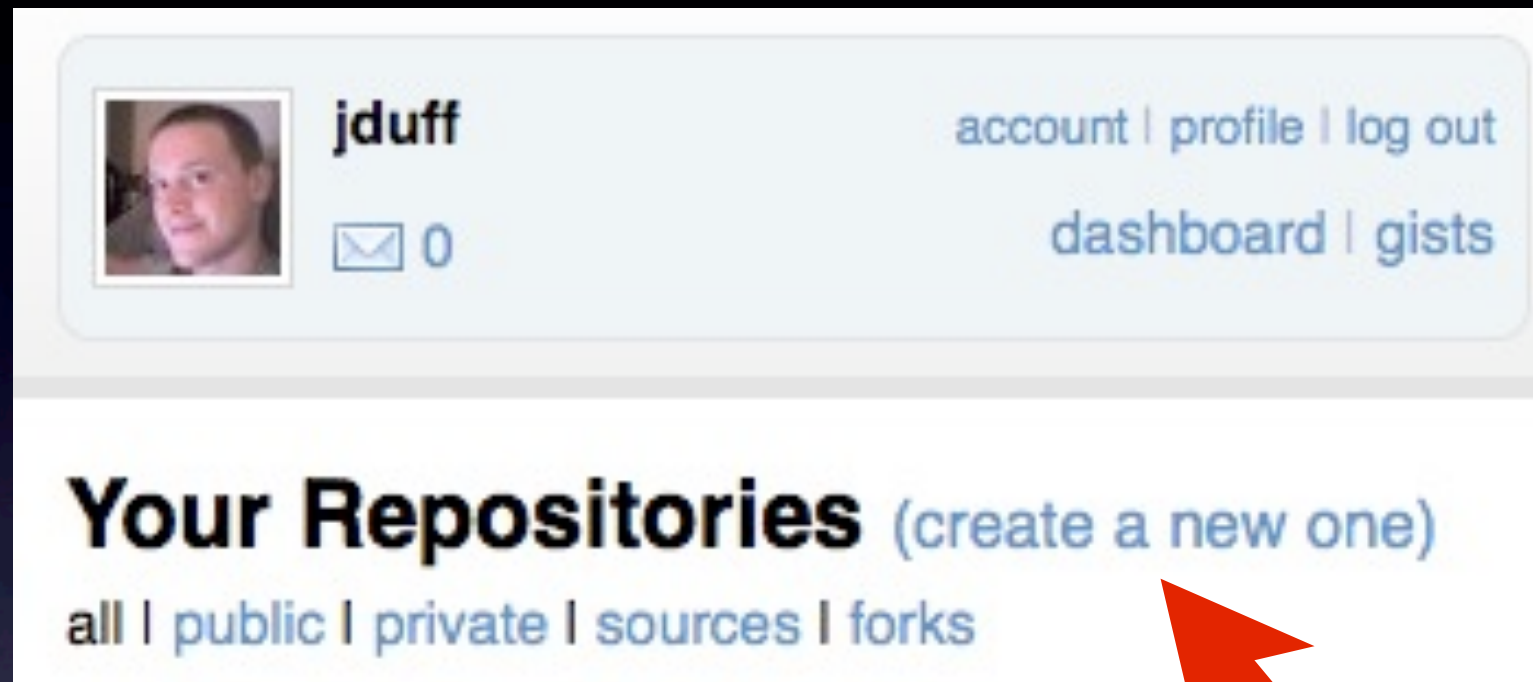 jduff
account | profile | log out
0
dashboard | gists
Your Repositories (create a new one)
all | public | private | sources | forks